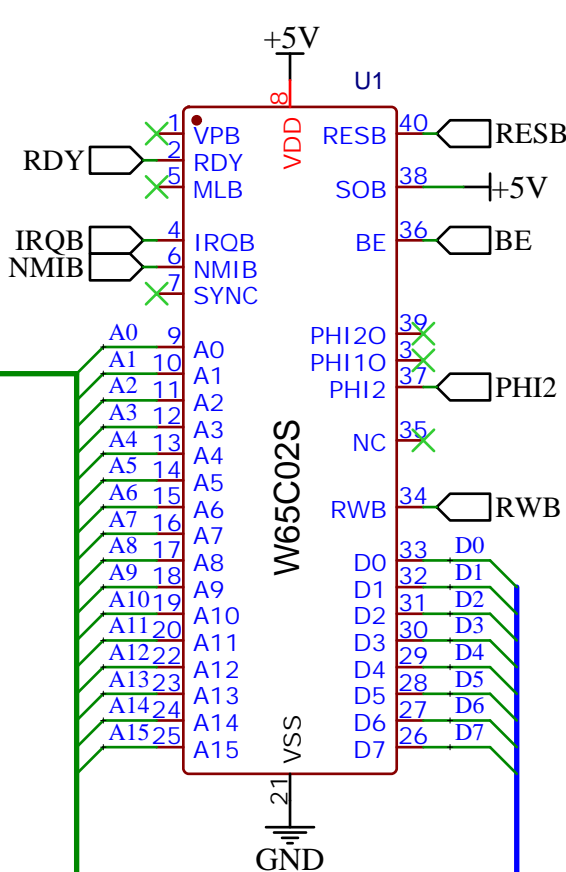 +5V
U1
8
VDD
1 VPB RESB 40 RESB
RDY 2 RDY
5 MLB SOB 38 +5V
IRQB 4 IRQB BE 36 BE
NMIB 6 NMIB
7 SYNC
PHI2O 39
A0 9 A0 PHI1O 3
A1 10 A1 PHI2 37 PHI2
A2 11 A2
A3 12 A3 NC 35
A4 13 A4
A5 14 A5
A6 15 A6 RWB 34 RWB
A7 16 A7
W65C02S
A8 17 A8 D0 33 D0
A9 18 A9 D1 32 D1
A10 19 A10 D2 31 D2
A11 20 A11 D3 30 D3
A12 22 A12 D4 29 D4
A13 23 A13 D5 28 D5
A14 24 A14 D6 27 D6
A15 25 A15 D7 26 D7
VSS
21
GND